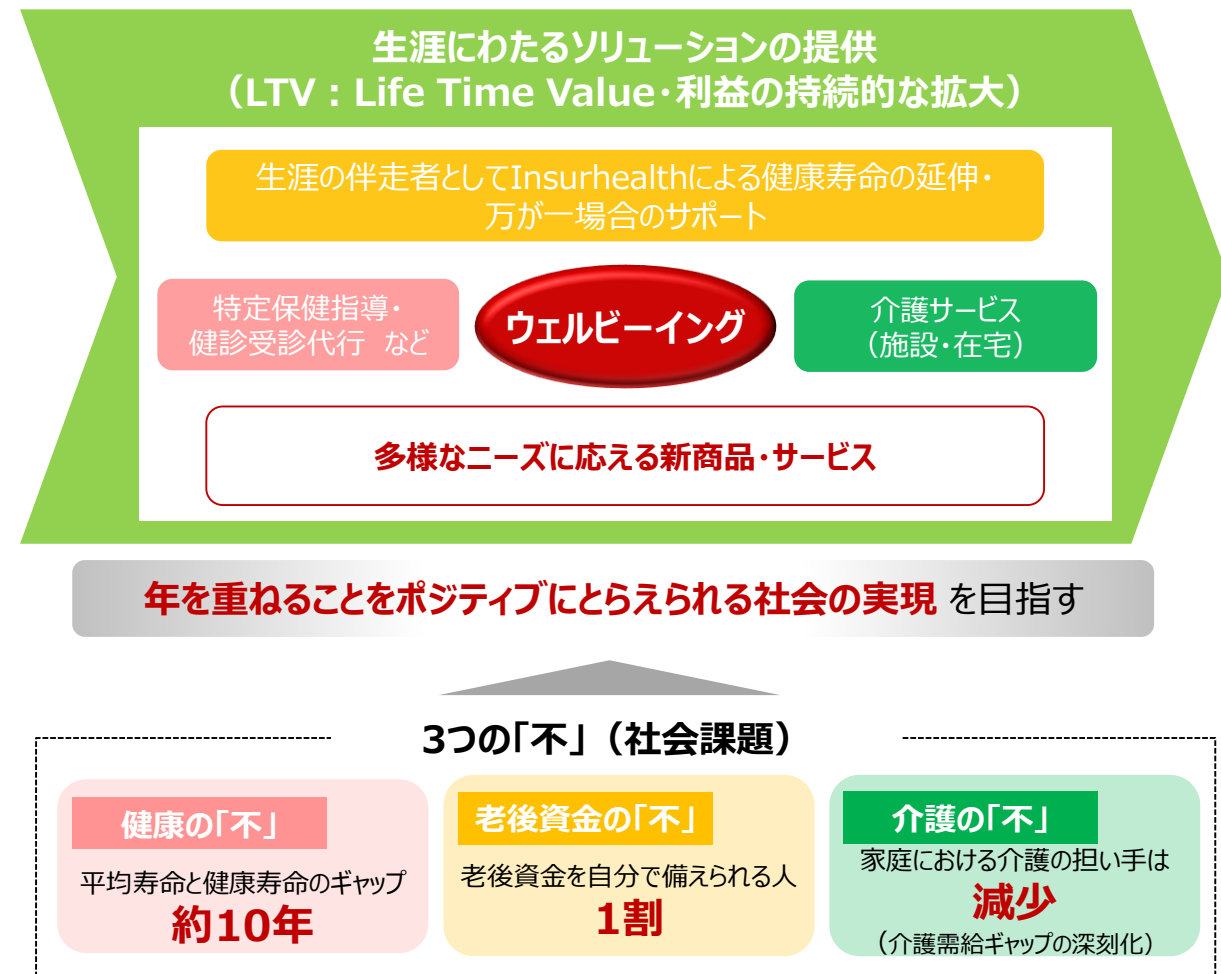 生涯にわたるソリューションの提供
（LTV：Life Time Value・利益の持続的な拡大）
生涯の伴走者としてInsurhealthによる健康寿命の延伸・
万が一場合のサポート
特定保健指導・
健診受診代行 など
ウェルビーイング
介護サービス
（施設・在宅）
多様なニーズに応える新商品・サービス
年を重ねることをポジティブにとらえられる社会の実現 を目指す
3つの「不」（社会課題）
健康の「不」
平均寿命と健康寿命のギャップ
約10年
老後資金の「不」
老後資金を自分で備えられる人
1割
介護の「不」
家庭における介護の担い手は
減少
（介護需給ギャップの深刻化）